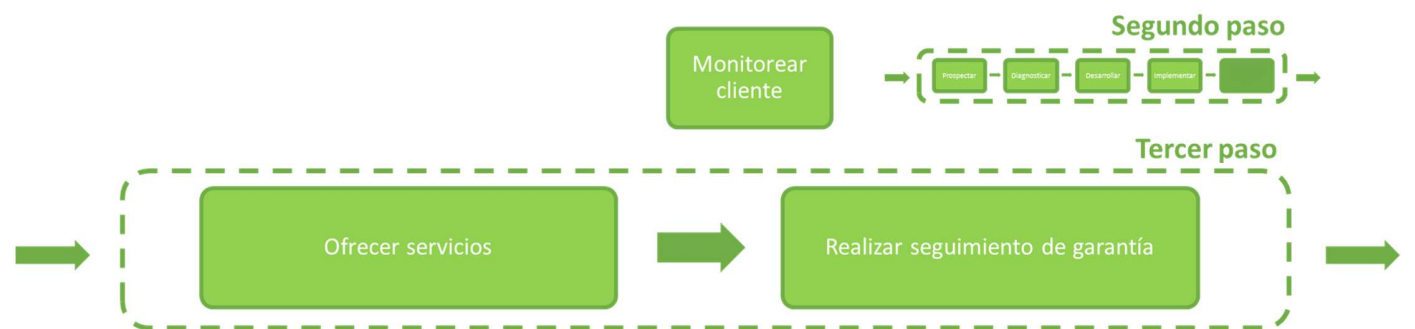 Segundo paso
Monitorear
cliente
Prospectar
Diagnosticar
Desarrollar
Implementar
Tercer paso
Ofrecer servicios
Realizar seguimiento de garantía